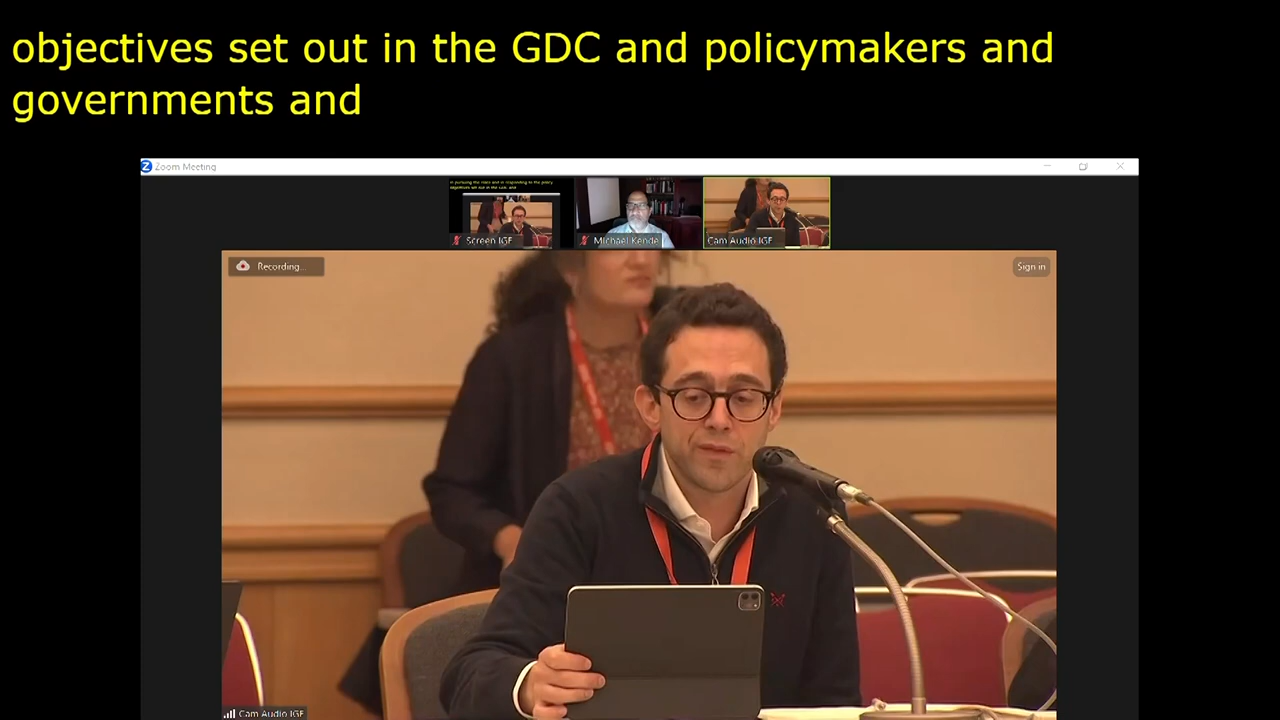 objectives set out in the GDC and policymakers and
governments and
Zoom Meeting
Screen IGF
Michael Kende
Cam Audio IGF
Recording...
Sign in
Cam Audio IGF